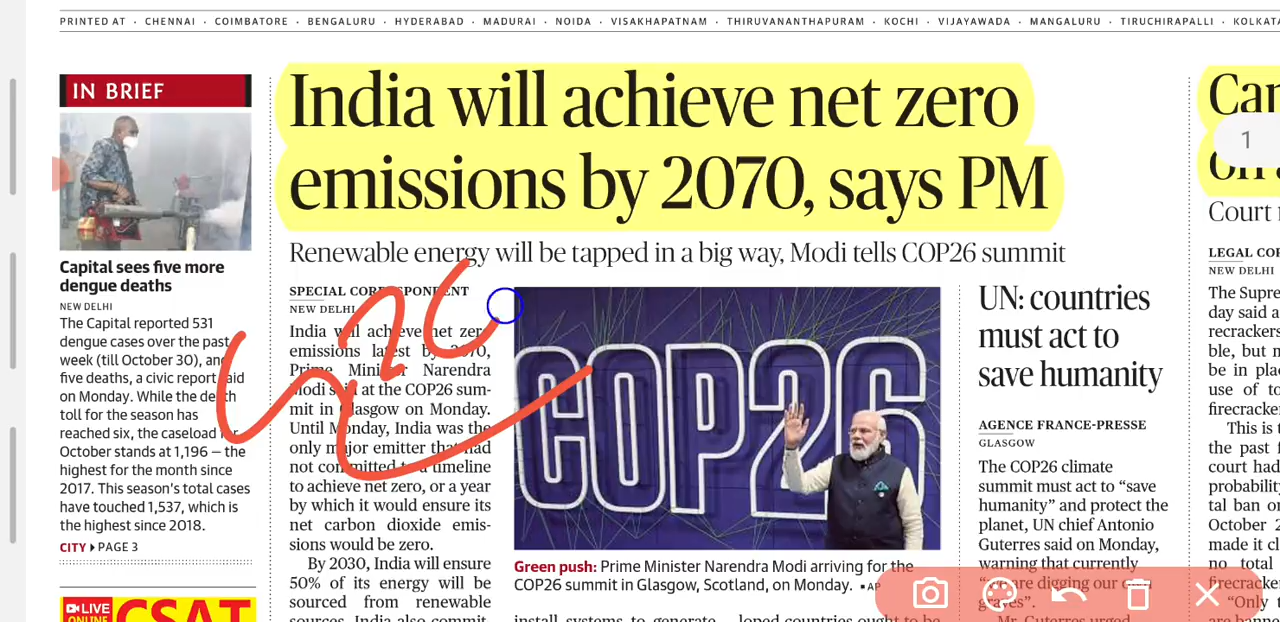 PRINTED AT · CHENNAI · COIMBATORE · BENGALURU · HYDERABAD · MADURAI · NOIDA · VISAKHAPATNAM · THIRUVANANTHAPURAM · KOCHI · VIJAYAWADA · MANGALURU · TIRUCHIRAPALLI · KOLKATA
IN BRIEF
Capital sees five more
dengue deaths
NEW DELHI
The Capital reported 531
dengue cases over the past
week (till October 30), and
five deaths, a civic report said
on Monday. While the death
toll for the season has
reached six, the caseload for
October stands at 1,196 — the
highest for the month since
2017. This season's total cases
have touched 1,537, which is
the highest since 2018.
CITY PAGE 3
LIVE
ONLINE
CSAT
India will achieve net zero
emissions by 2070, says PM
Renewable energy will be tapped in a big way, Modi tells COP26 summit
SPECIAL CORRESPONDENT
NEW DELHI
India will achieve net zero
emissions latest by 2070,
Prime Minister Narendra
Modi said at the COP26 sum-
mit in Glasgow on Monday.
Until Monday, India was the
only major emitter that had
not committed to a timeline
to achieve net zero, or a year
by which it would ensure its
net carbon dioxide emis-
sions would be zero.
By 2030, India will ensure
50% of its energy will be
sourced from renewable
sources. India also commit-
COP26
Green push: Prime Minister Narendra Modi arriving for the
COP26 summit in Glasgow, Scotland, on Monday. ▪ AP
install systems to generate
loped countries ought to be
UN: countries
must act to
save humanity
AGENCE FRANCE-PRESSE
GLASGOW
The COP26 climate
summit must act to “save
humanity” and protect the
planet, UN chief Antonio
Guterres said on Monday,
warning that currently
“we are digging our own
graves”.
Mr. Guterres urged
1
Court
LEGAL
NEW DELHI
The
day said a
ble, but
be in
use of
This is
the past
court had
tal ban
October
made it
no total
“Only